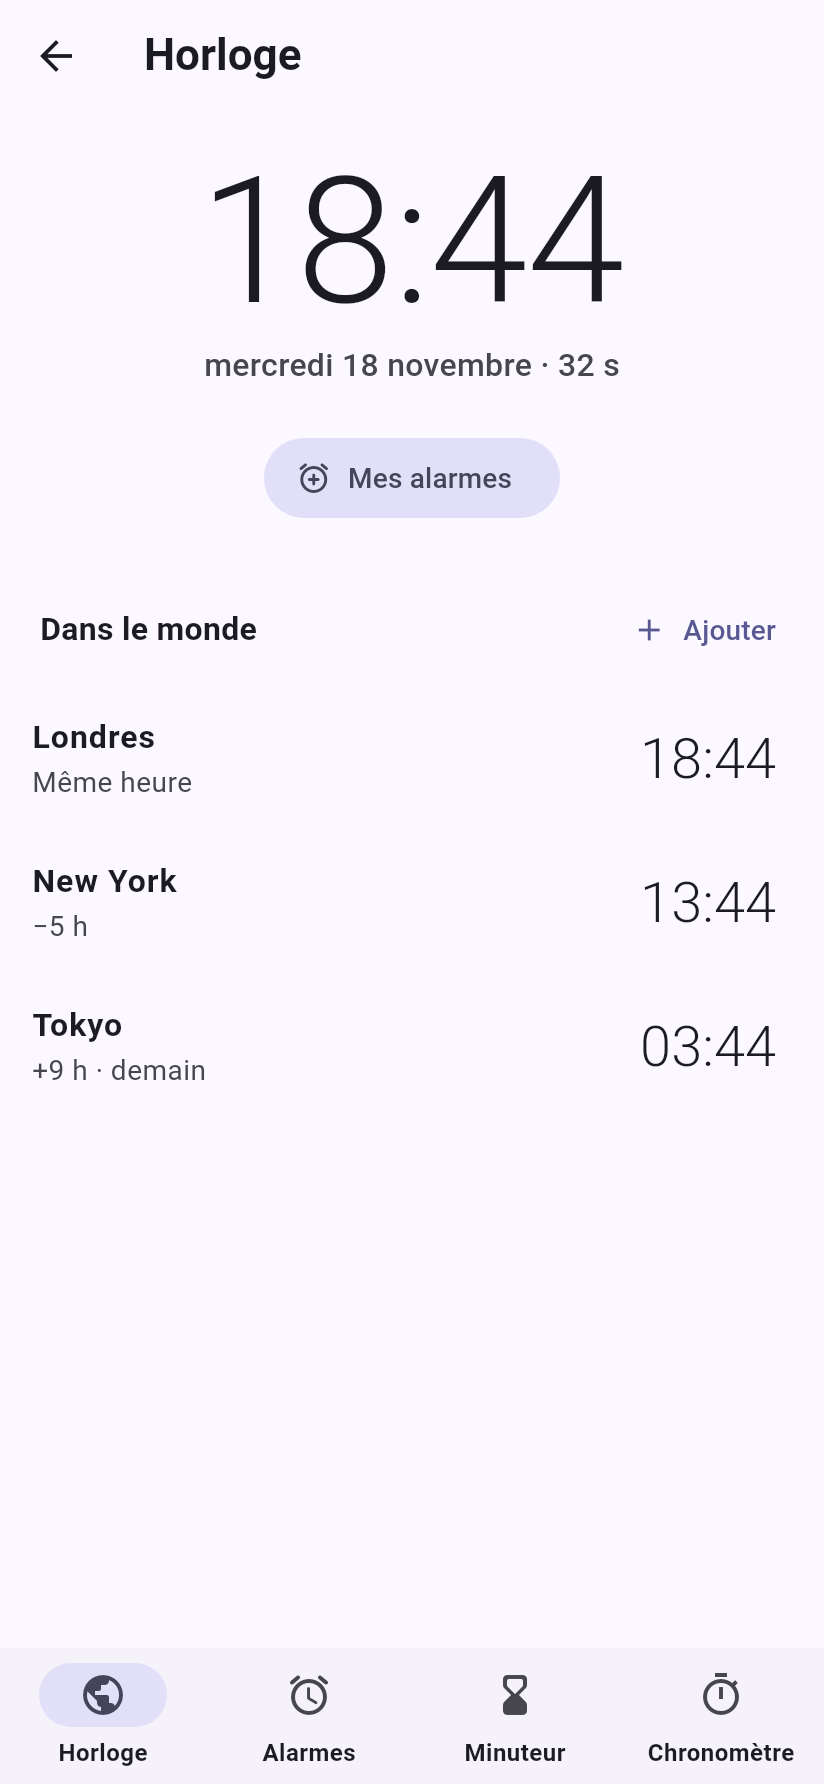 Horloge
18:44
mercredi 18 novembre · 32 s
Mes alarmes
Dans le monde
Ajouter
Londres
Même heure
18:44
New York
−5 h
13:44
Tokyo
+9 h · demain
03:44
Horloge
Alarmes
Minuteur
Chronomètre